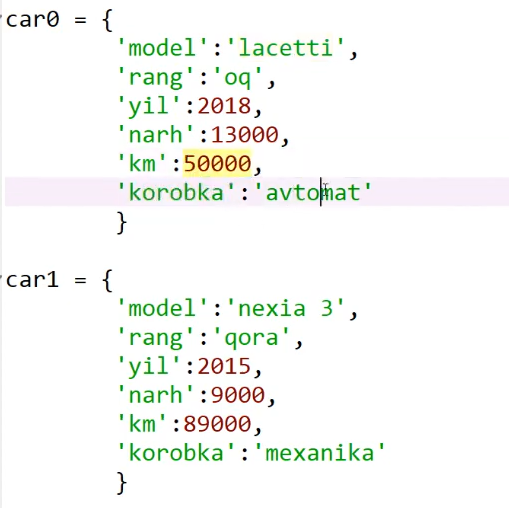 car0 = {
'model':'lacetti',
'rang':'oq',
'yil':2018,
'narh':13000,
'km':50000,
'korobka':'avtomat'
}
car1 = {
'model':'nexia 3',
'rang':'qora',
'yil':2015,
'narh':9000,
'km':89000,
'korobka':'mexanika'
}